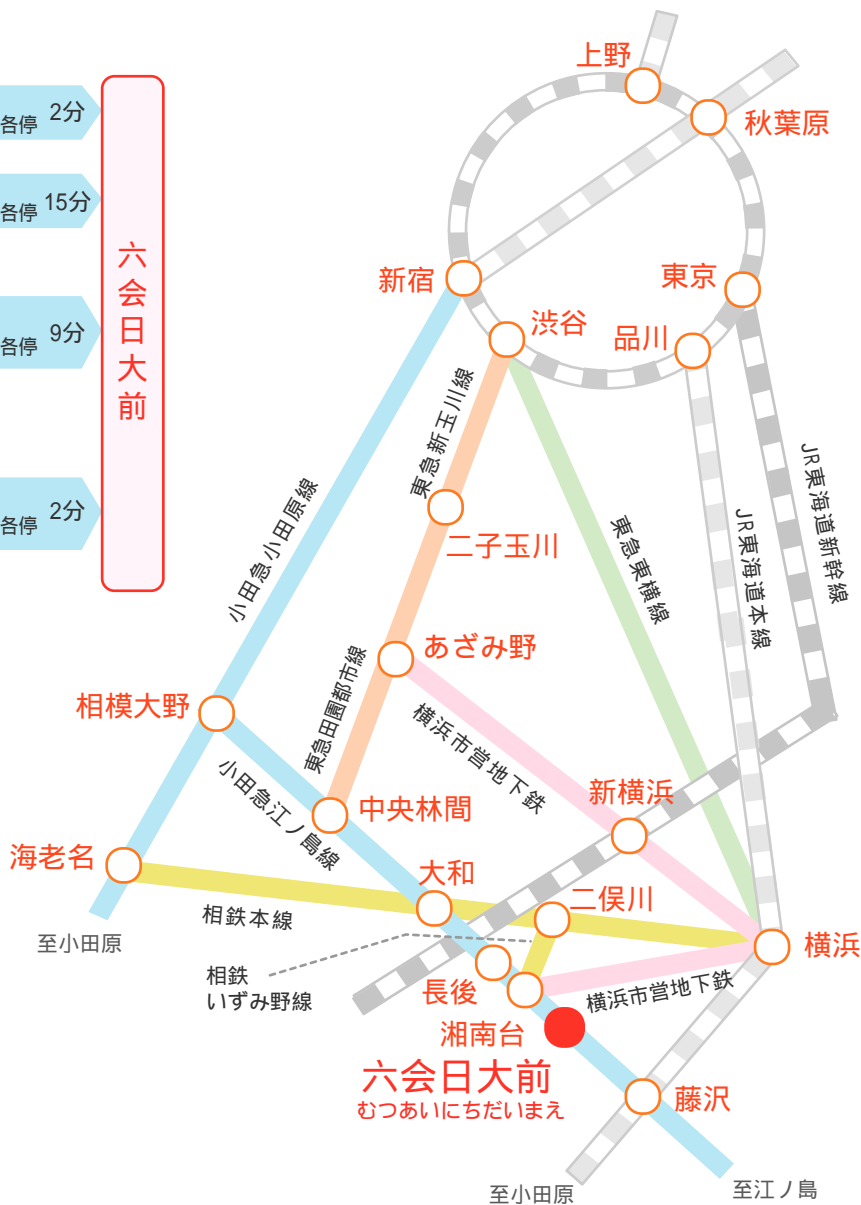 各停 2分
各停 15分
各停 9分
各停 2分
六会日大前
上野
秋葉原
新宿
東京
渋谷
品川
東急新玉川線
JR東海道新幹線
小田急小田原線
二子玉川
東急東横線
JR東海道本線
あざみ野
東急田園都市線
相模大野
横浜市営地下鉄
小田急江ノ島線
新横浜
中央林間
海老名
大和
二俣川
相鉄本線
至小田原
横浜
相鉄
いずみ野線
長後
横浜市営地下鉄
湘南台
六会日大前
むつあいにちだいまえ
藤沢
至小田原
至江ノ島